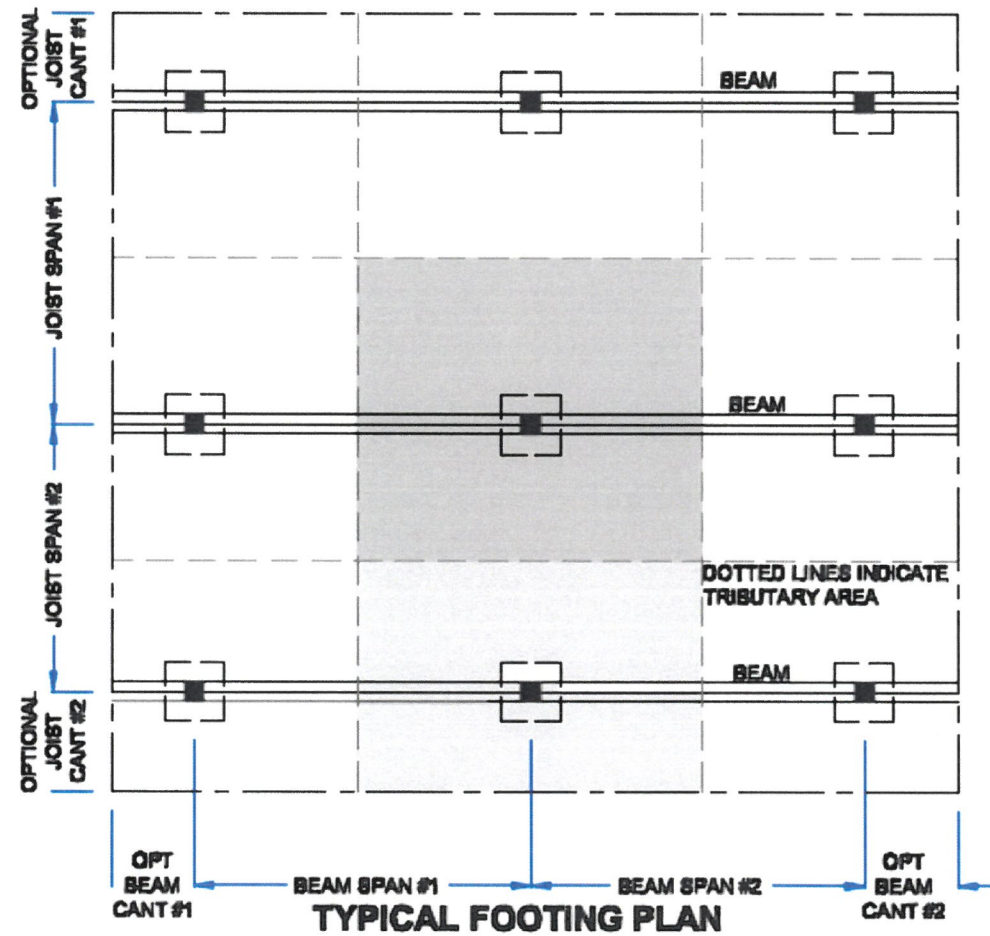 OPTIONAL
JOIST
CANT #1
BEAM
JOIST SPAN #1
BEAM
JOIST SPAN #2
DOTTED LINES INDICATE
TRIBUTARY AREA
BEAM
OPTIONAL
JOIST
CANT #2
OPT
BEAM
CANT #1
BEAM SPAN #1
BEAM SPAN #2
OPT
BEAM
CANT #2
TYPICAL FOOTING PLAN